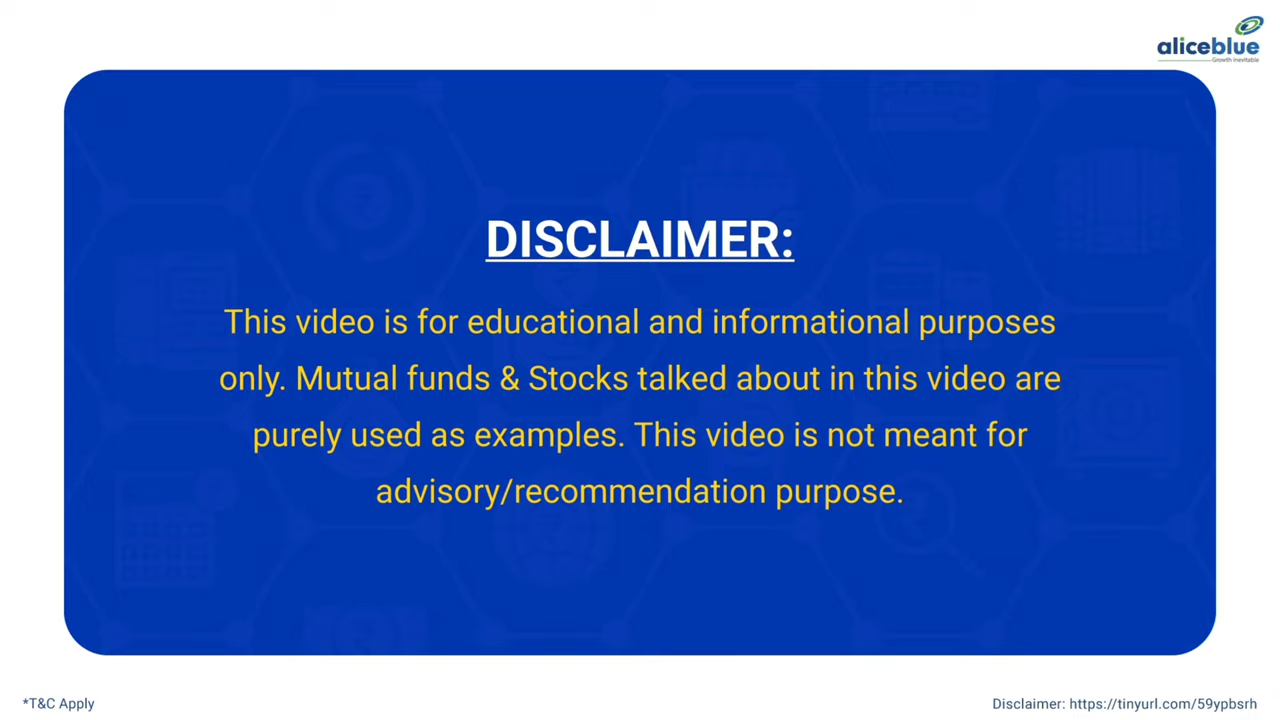 aliceblue
Growth Inevitable
DISCLAIMER:
This video is for educational and informational purposes
only. Mutual funds & Stocks talked about in this video are
purely used as examples. This video is not meant for
advisory/recommendation purpose.
*T&C Apply
Disclaimer: https://tinyurl.com/59ypbsrh